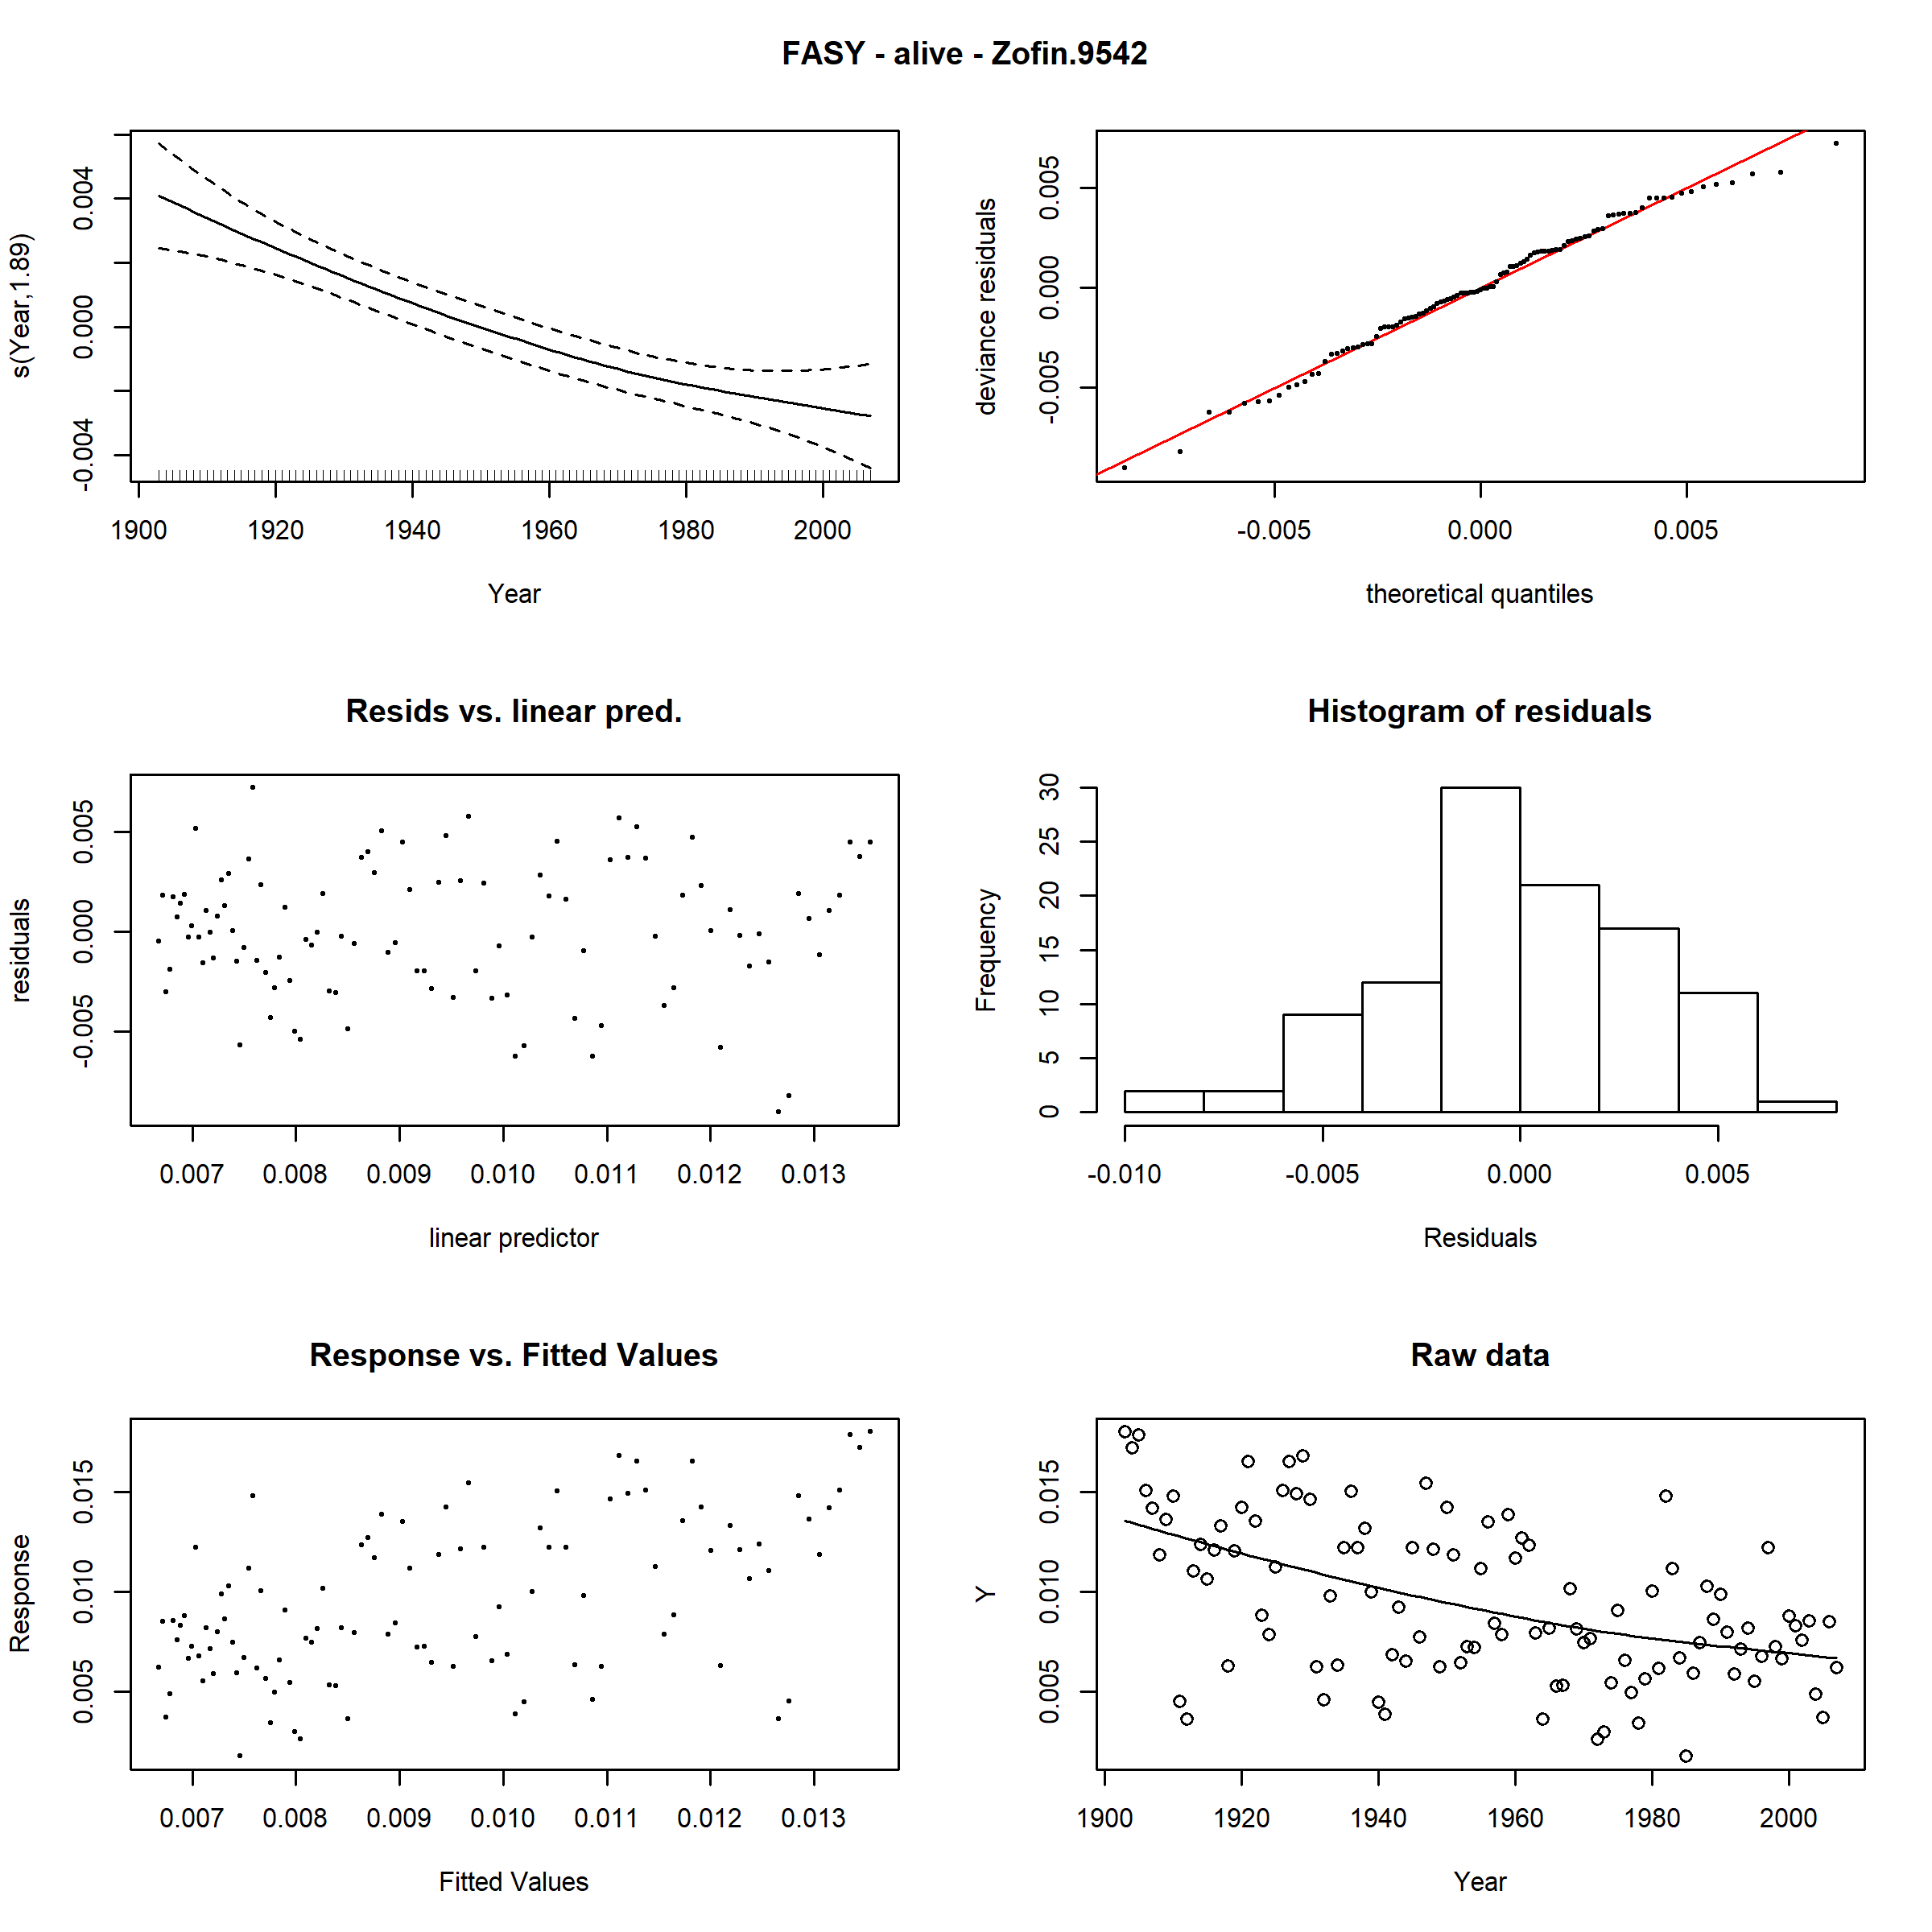 FASY - alive - Zofin.9542
s(Year,1.89)
0.004
0.000
-0.004
1900 1920 1940 1960 1980 2000
Year
deviance residuals
0.005
0.000
-0.005
-0.005 0.000 0.005
theoretical quantiles
Resids vs. linear pred.
residuals
0.005
0.000
-0.005
0.007 0.008 0.009 0.010 0.011 0.012 0.013
linear predictor
Histogram of residuals
Frequency
30
25
20
15
10
5
0
-0.010 -0.005 0.000 0.005
Residuals
Response vs. Fitted Values
Response
0.015
0.010
0.005
0.007 0.008 0.009 0.010 0.011 0.012 0.013
Fitted Values
Raw data
Y
0.015
0.010
0.005
1900 1920 1940 1960 1980 2000
Year